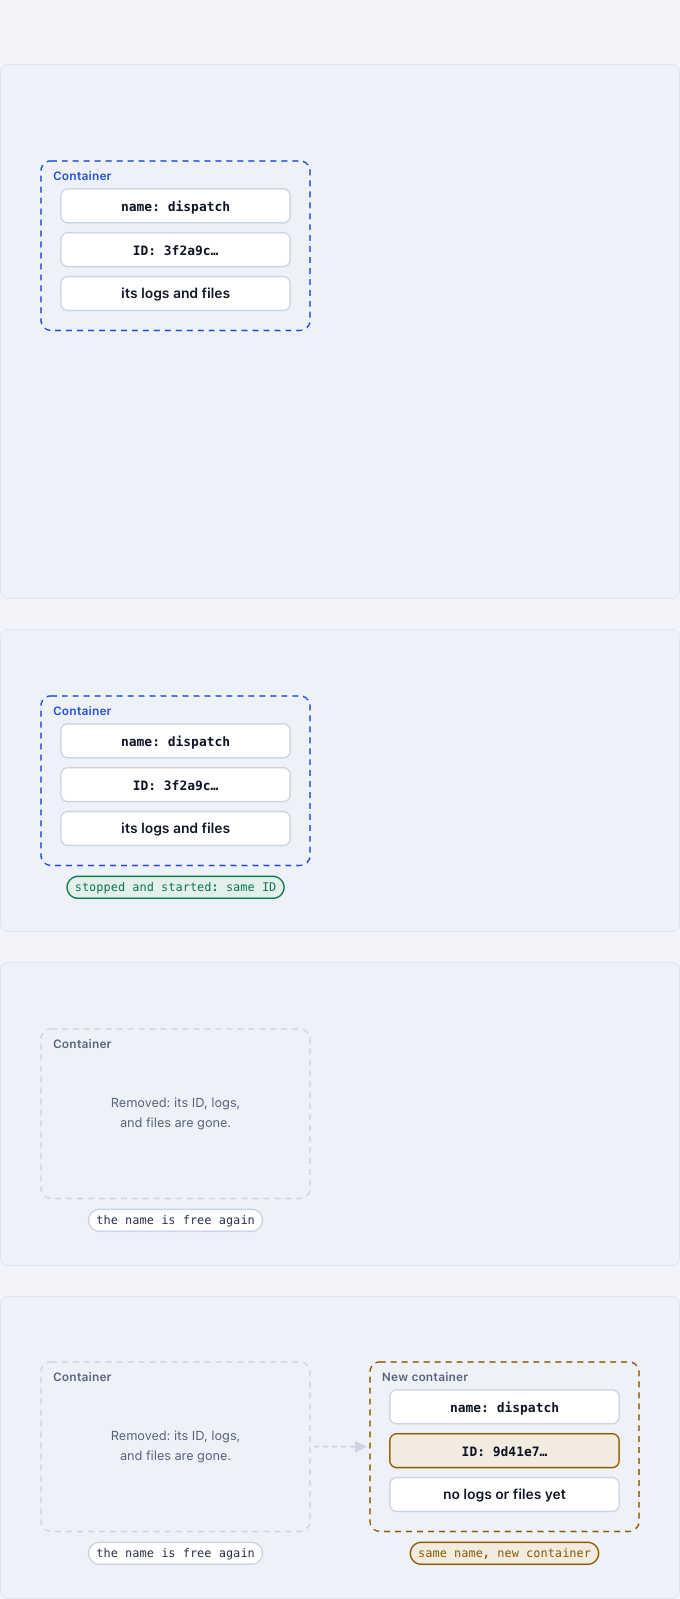 Container
name: dispatch
ID: 3f2a9c…
its logs and files
Container
name: dispatch
ID: 3f2a9c…
its logs and files
stopped and started: same ID
Container
Removed: its ID, logs,
and files are gone.
the name is free again
Container
Removed: its ID, logs,
and files are gone.
the name is free again
New container
name: dispatch
ID: 9d41e7…
no logs or files yet
same name, new container